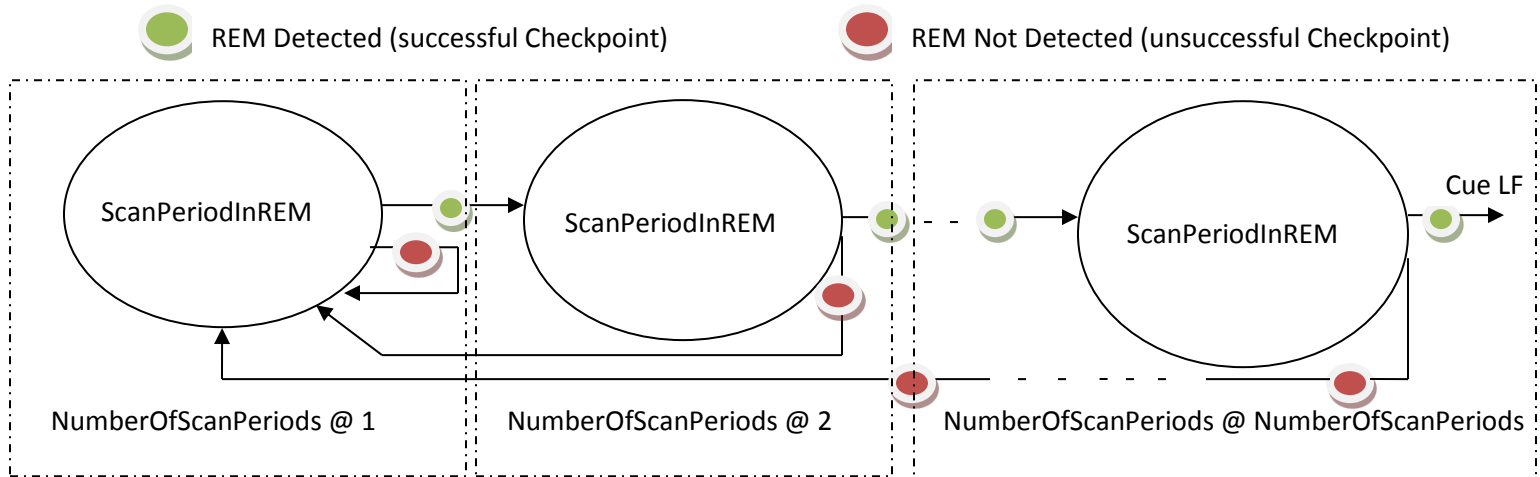 REM Detected (successful Checkpoint)
REM Not Detected (unsuccessful Checkpoint)
ScanPeriodInREM
ScanPeriodInREM
ScanPeriodInREM
Cue LF
NumberOfScanPeriods @ 1
NumberOfScanPeriods @ 2
NumberOfScanPeriods @ NumberOfScanPeriods